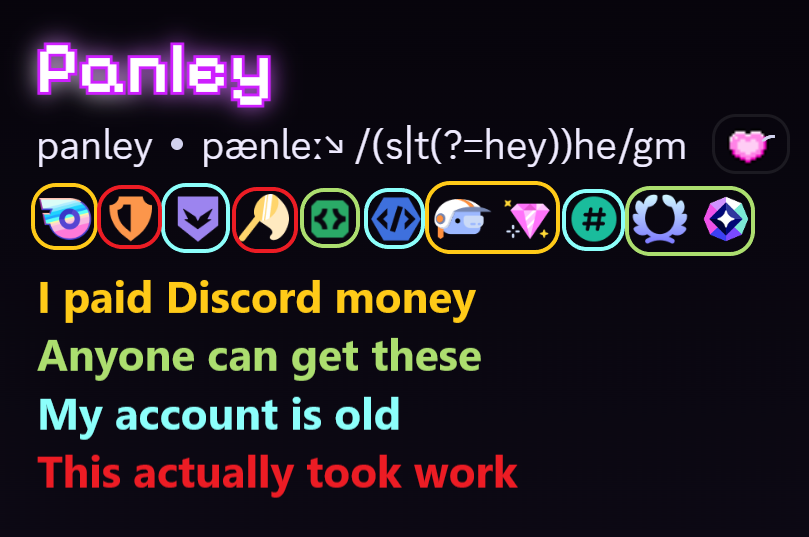 Panley
panley • pænleː↘ /(s|t(?=hey))he/gm
#
I paid Discord money
Anyone can get these
My account is old
This actually took work